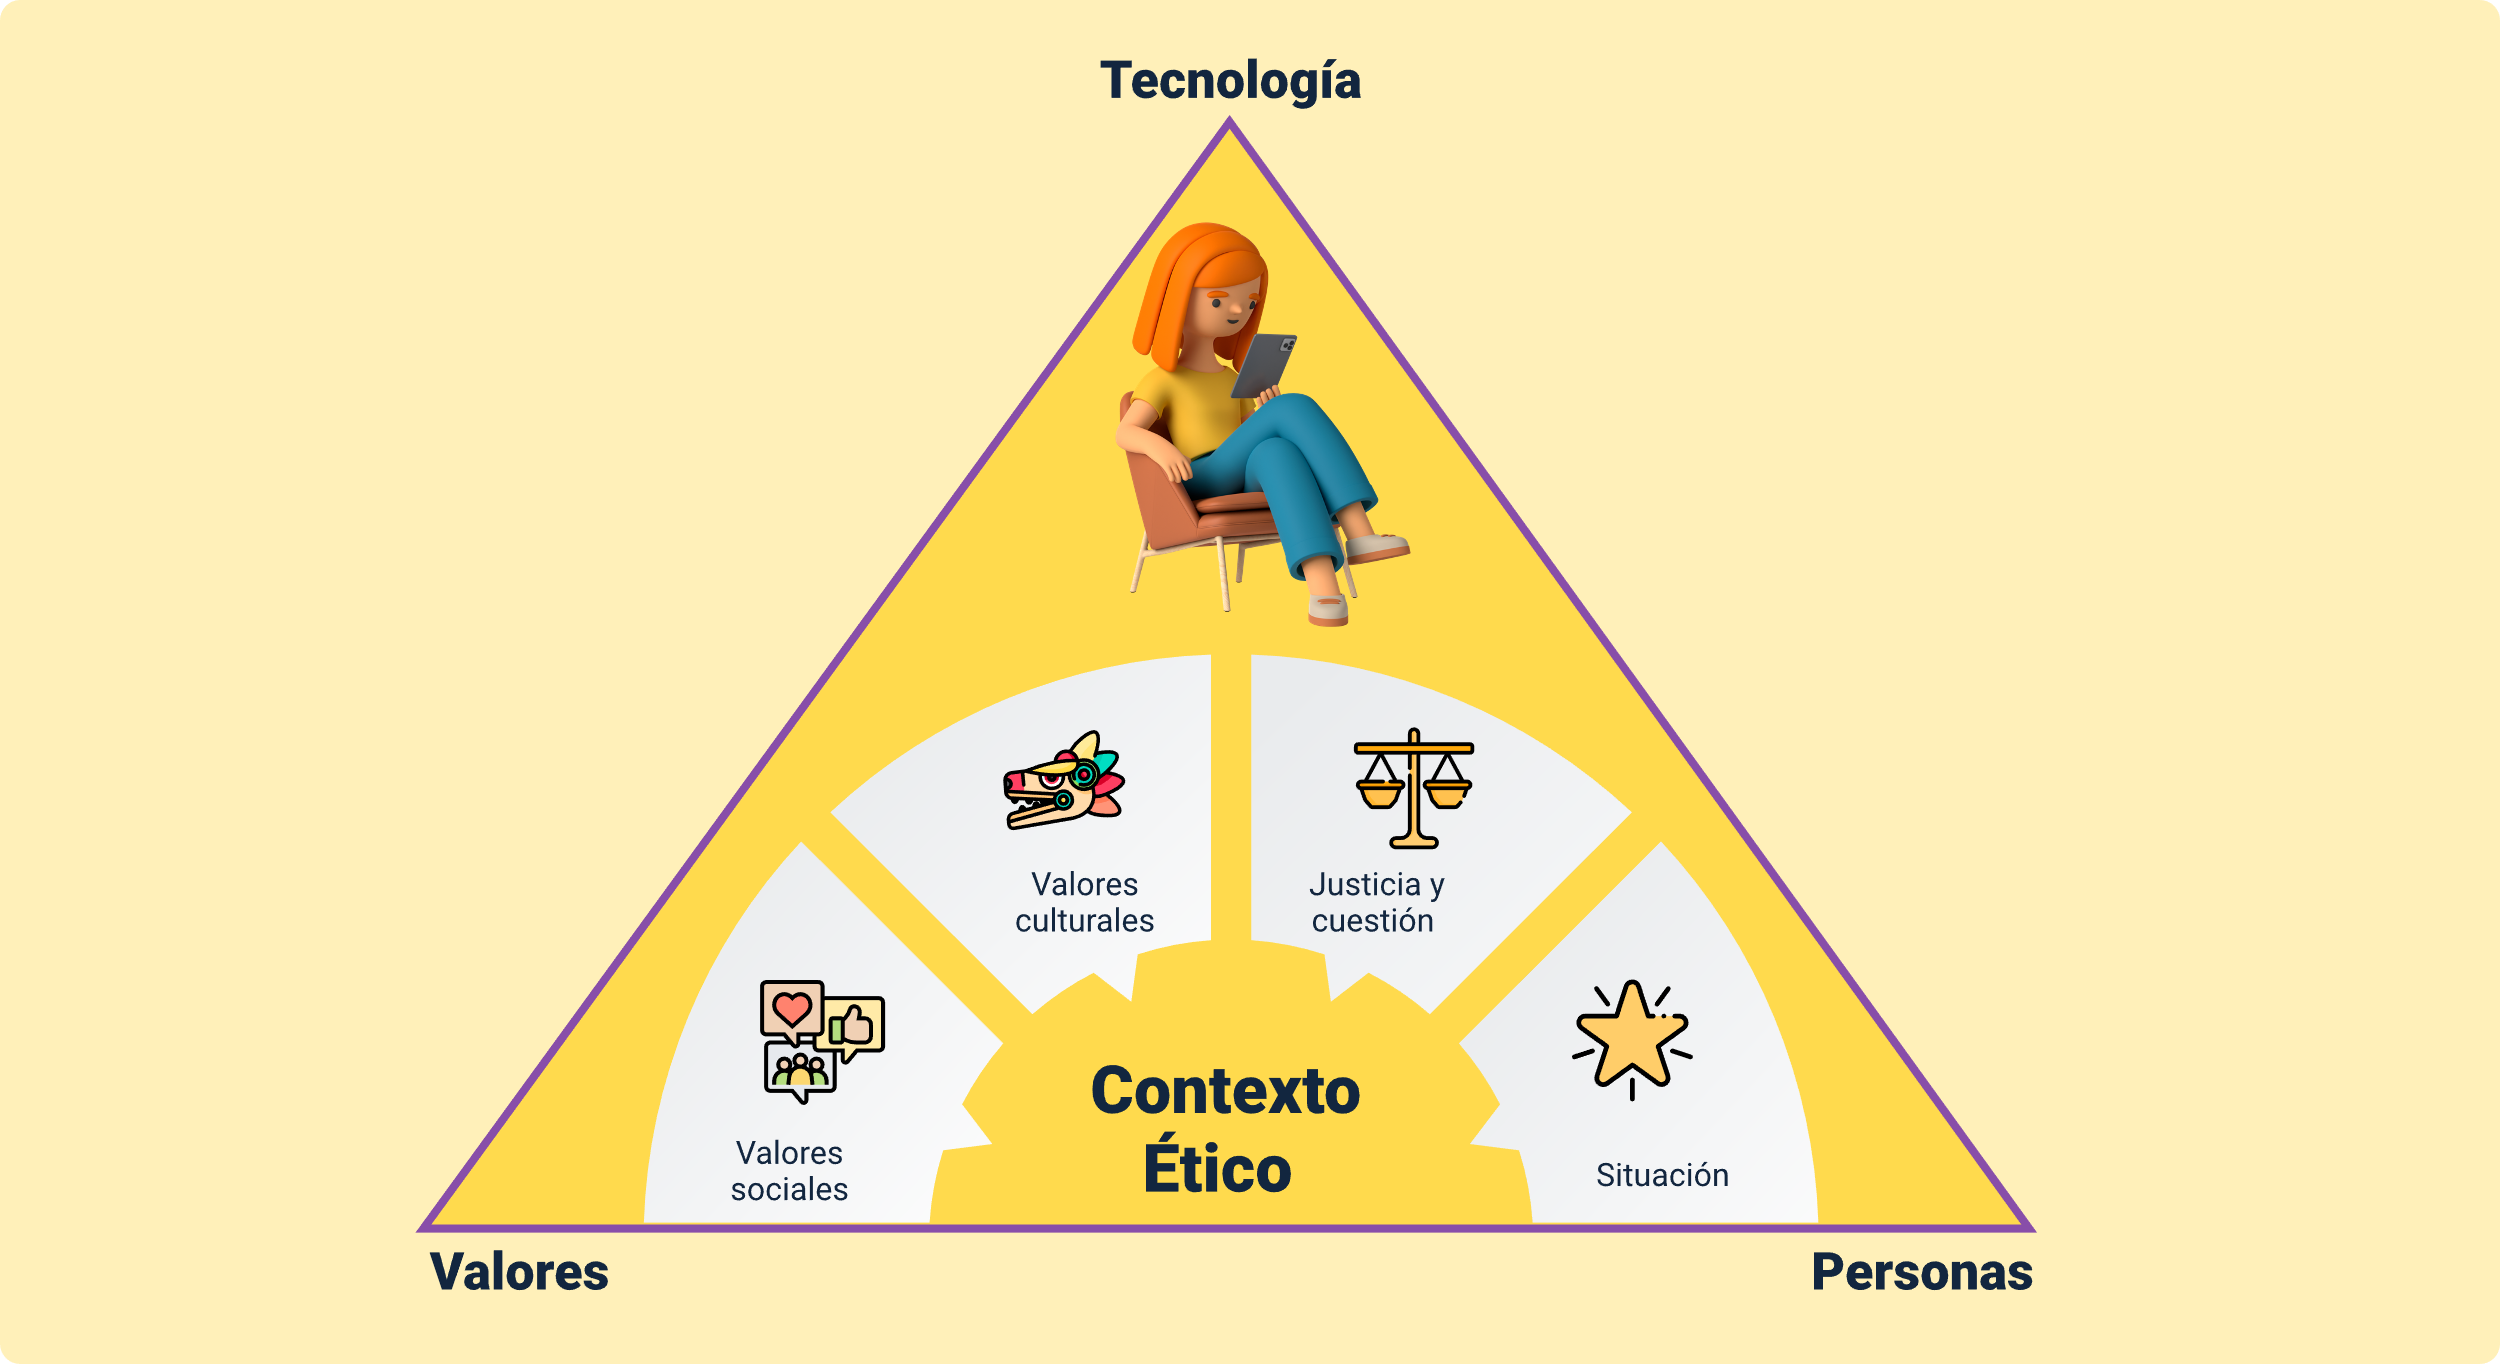 Tecnología
Valores
culturales
Justicia y
cuestión
Valores
sociales
Contexto
Ético
Situación
Valores
Personas